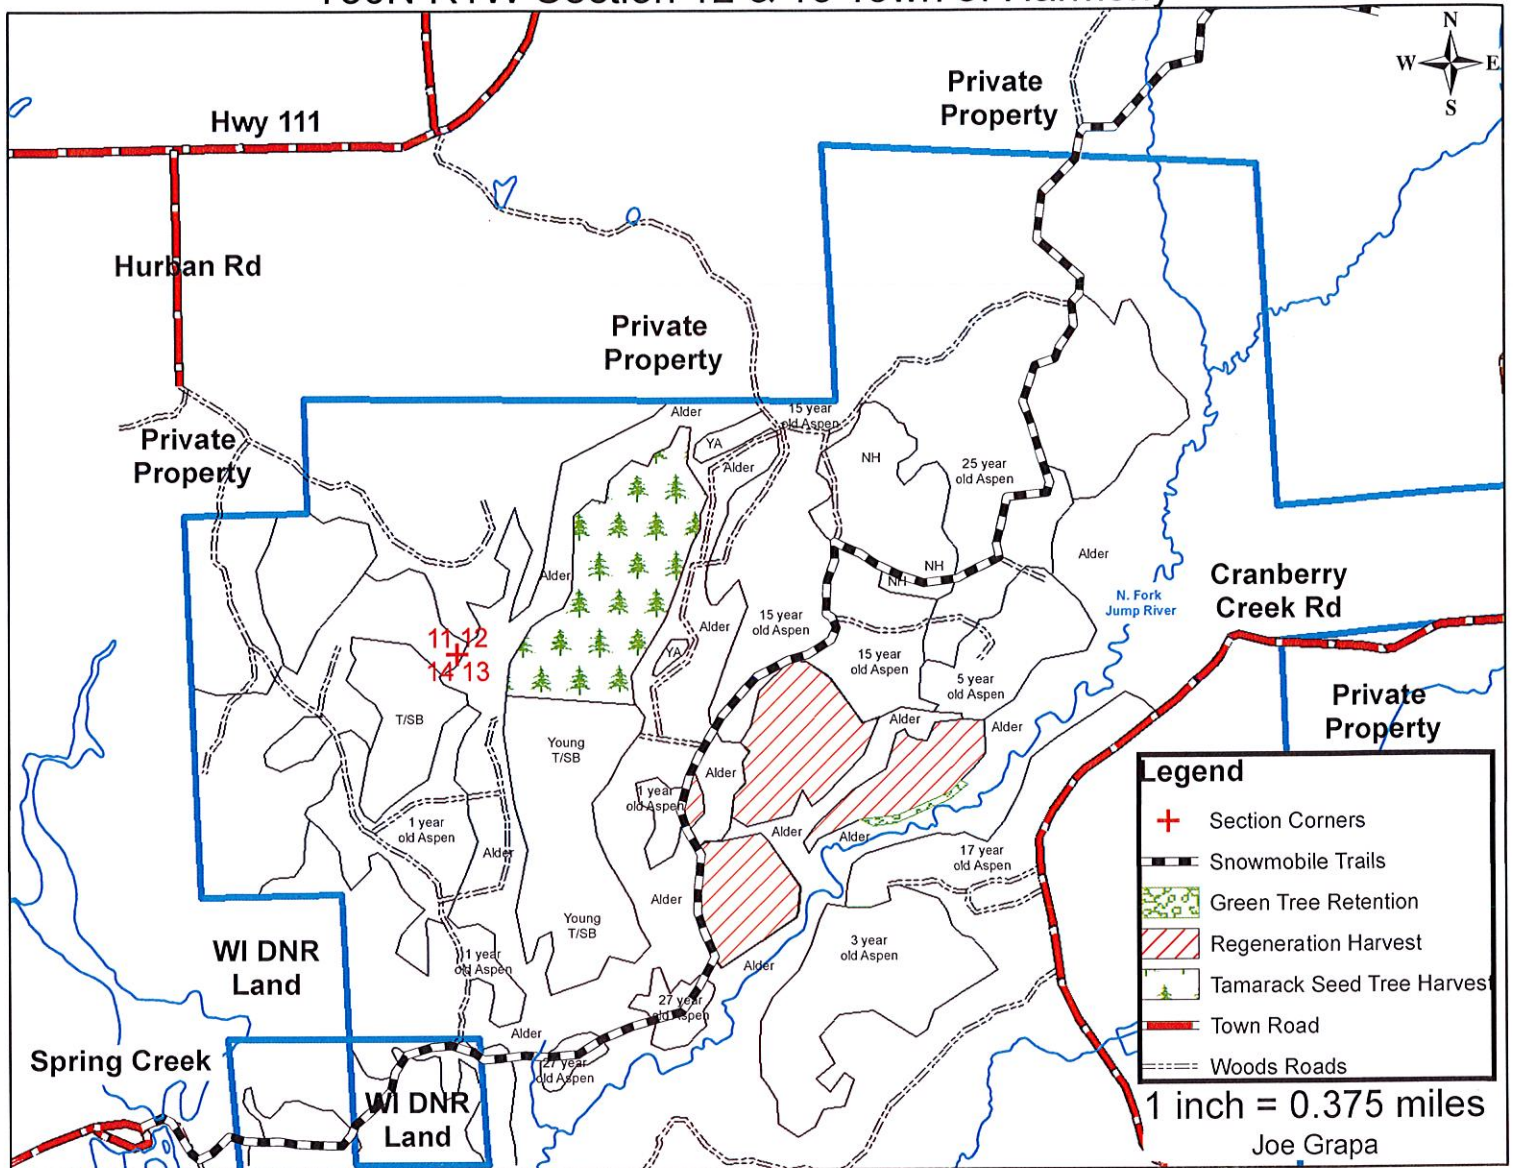 Private
Property
N
W E
S
Hwy 111
Hurban Rd
Private
Property
Private
Property
Alder
15 year
old Aspen
YA
Alder
NH
25 year
old Aspen
Alder
Alder
NH
NH
Cranberry
Creek Rd
N. Fork
Jump River
11 12
14 13
Alder
15 year
old Aspen
YA
15 year
old Aspen
5 year
old Aspen
Private
Property
T/SB
Alder
Alder
Young
T/SB
Alder
1 year
old Aspen
1 year
old Aspen
Alder
Alder
Alder
17 year
old Aspen
Alder
Young
T/SB
3 year
old Aspen
WI DNR
Land
1 year
old Aspen
Alder
27 year
old Aspen
Alder
27 year
old Aspen
Spring Creek
WI DNR
Land
Legend
Section Corners
Snowmobile Trails
Green Tree Retention
Regeneration Harvest
Tamarack Seed Tree Harvest
Town Road
Woods Roads
1 inch = 0.375 miles
Joe Grapa